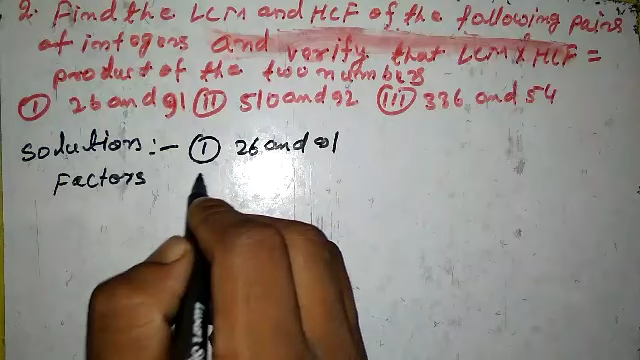 2. Find the LCM and HCF of the following pairs
of integers and verify that LCM X HCF =
product of the two numbers
I 26 and 91 II 510 and 92 III 336 and 54
Solution :- I 26 and 91
Factors